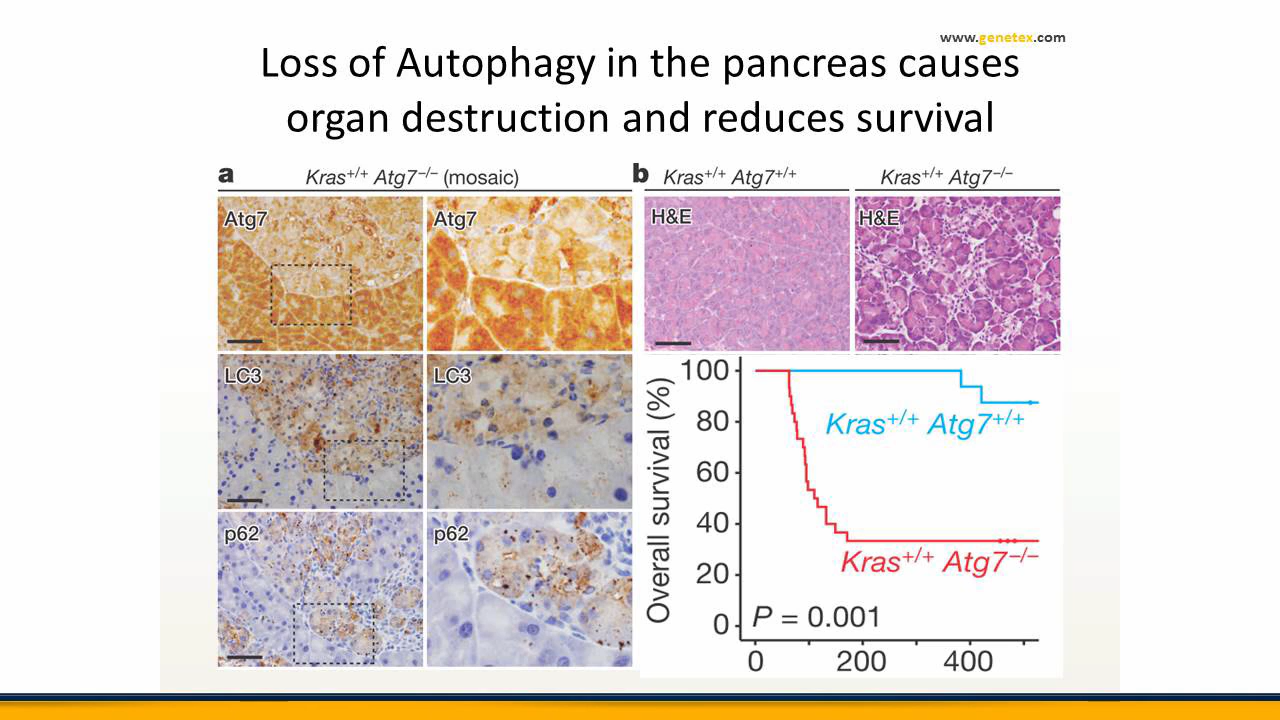 www.genetex.com
Loss of Autophagy in the pancreas causes
organ destruction and reduces survival
a
Kras+/+ Atg7−/− (mosaic)
Atg7
Atg7
LC3
LC3
p62
p62
b
Kras+/+ Atg7+/+
Kras+/+ Atg7−/−
H&E
H&E
Overall survival (%)
100
80
60
40
20
0
Kras+/+ Atg7+/+
Kras+/+ Atg7−/−
P = 0.001
0 200 400